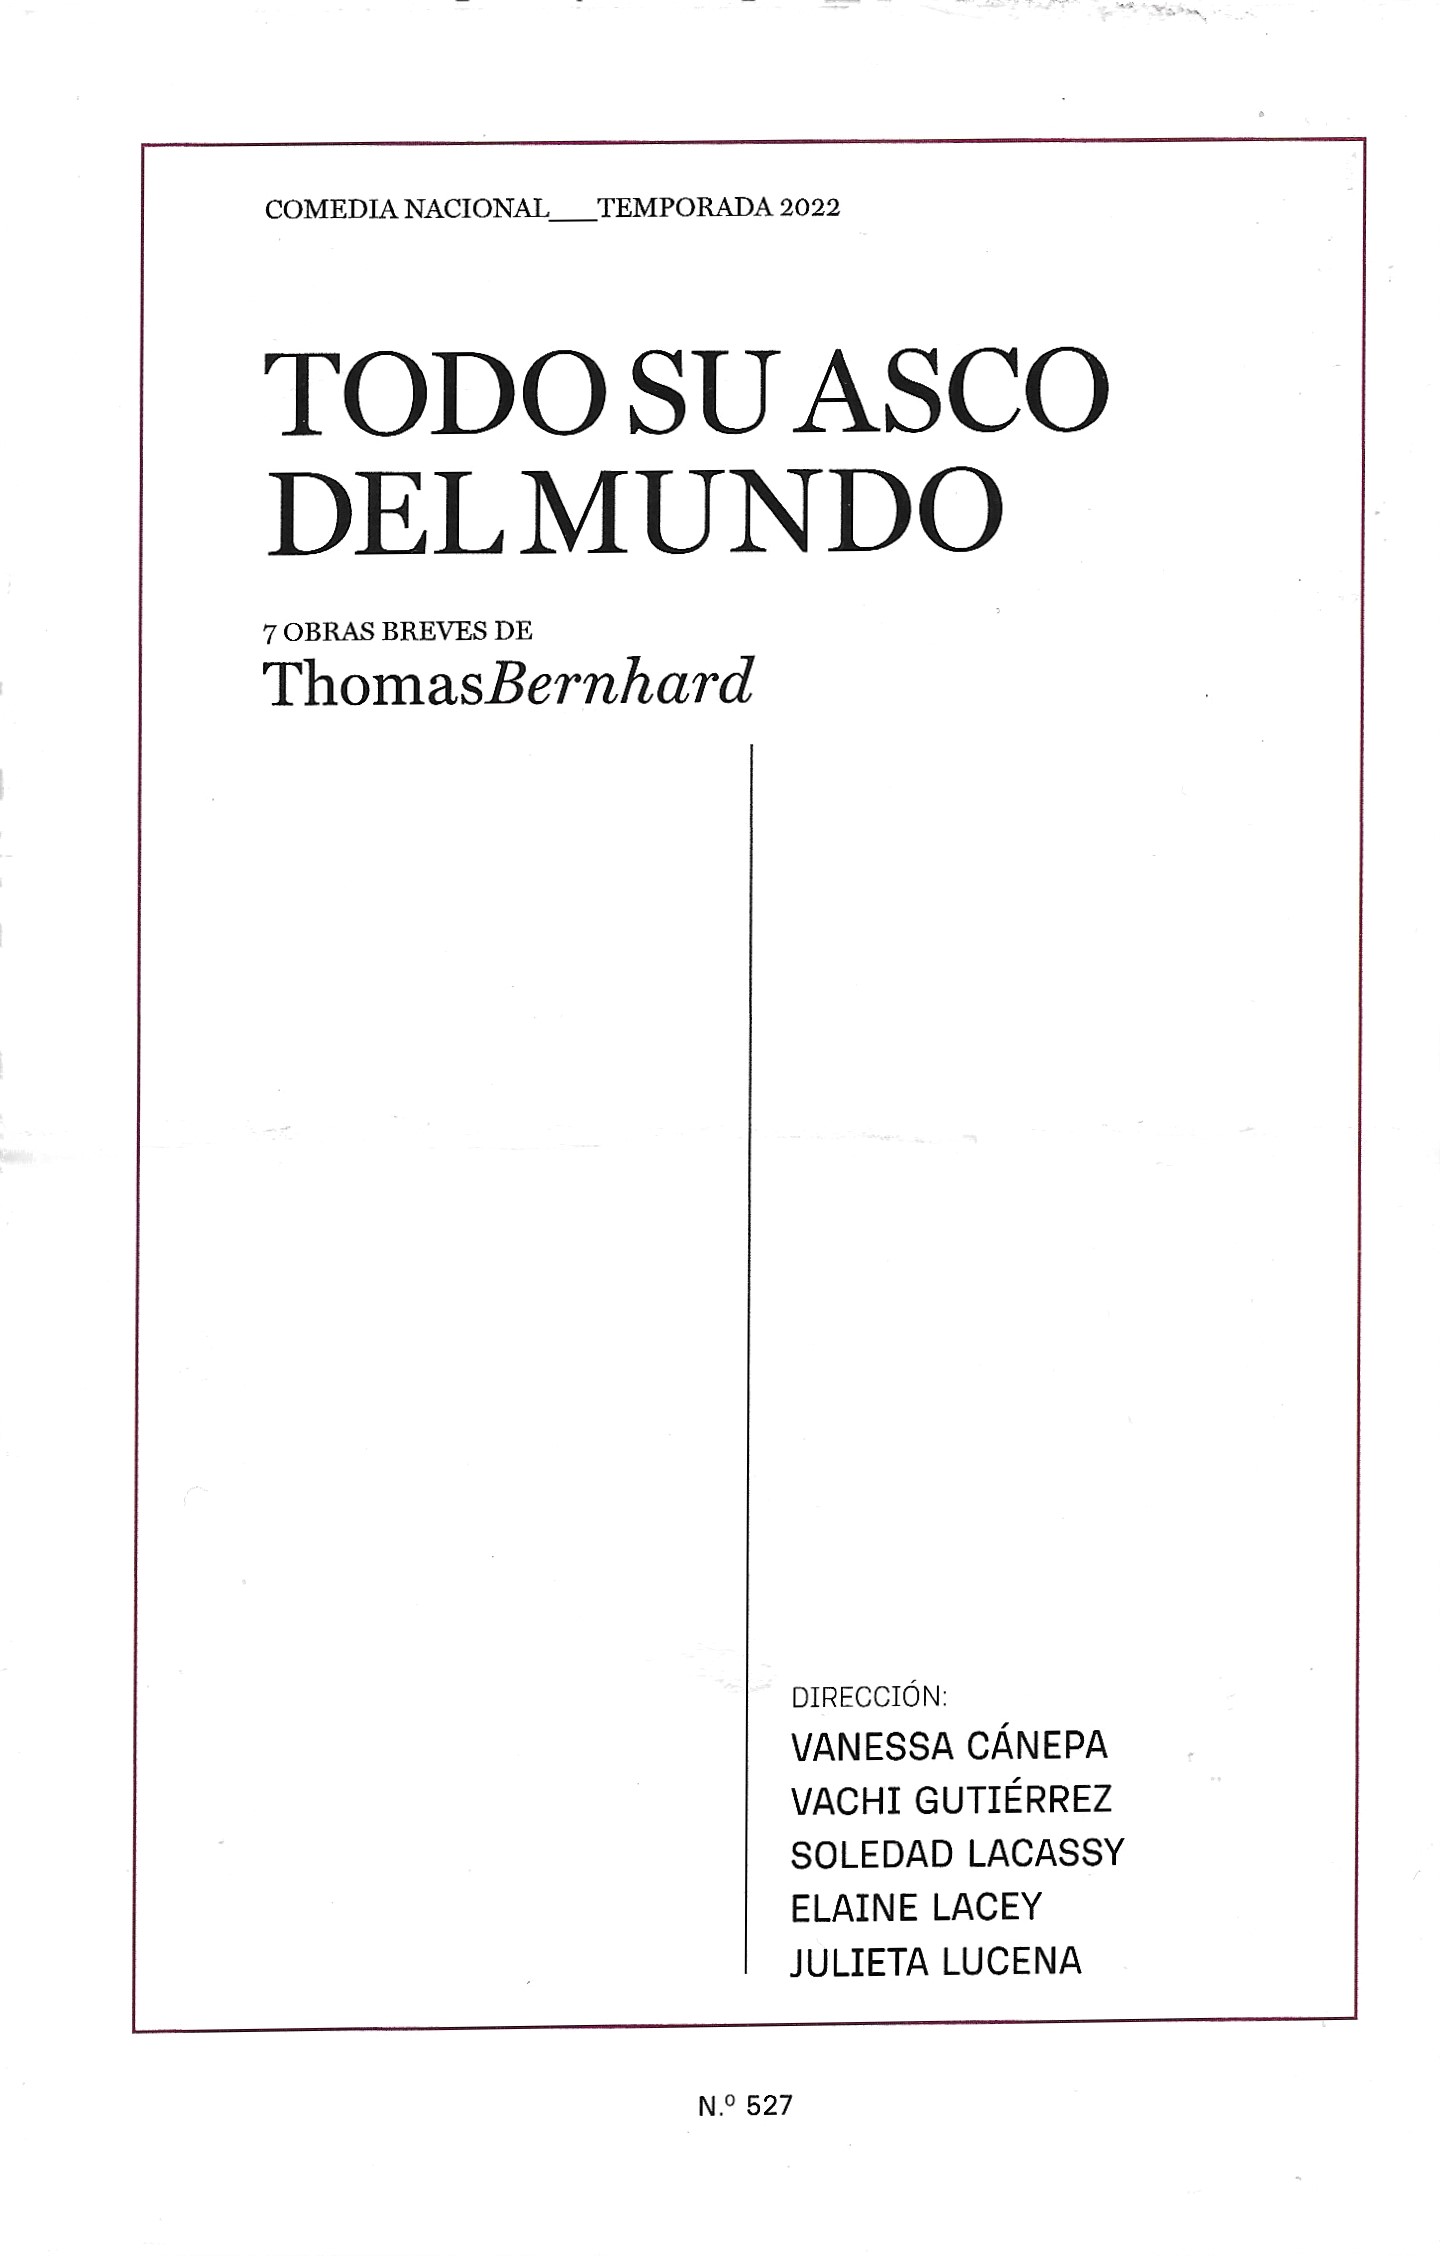 COMEDIA NACIONAL___TEMPORADA 2022
TODO SU ASCO
DEL MUNDO
7 OBRAS BREVES DE
ThomasBernhard
DIRECCIÓN:
VANESSA CÁNEPA
VACHI GUTIÉRREZ
SOLEDAD LACASSY
ELAINE LACEY
JULIETA LUCENA
N.º 527